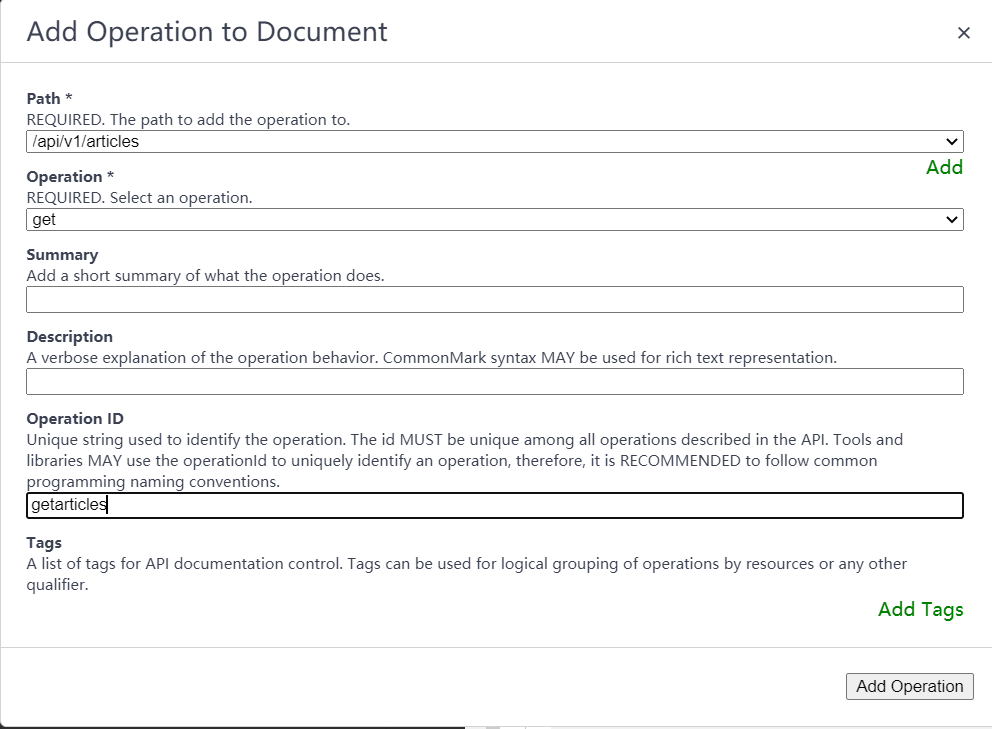 Add Operation to Document
×
Path *
REQUIRED. The path to add the operation to.
/api/v1/articles
Add
Operation *
REQUIRED. Select an operation.
get
Summary
Add a short summary of what the operation does.
Description
A verbose explanation of the operation behavior. CommonMark syntax MAY be used for rich text representation.
Operation ID
Unique string used to identify the operation. The id MUST be unique among all operations described in the API. Tools and
libraries MAY use the operationId to uniquely identify an operation, therefore, it is RECOMMENDED to follow common
programming naming conventions.
getarticles
Tags
A list of tags for API documentation control. Tags can be used for logical grouping of operations by resources or any other
qualifier.
Add Tags
Add Operation